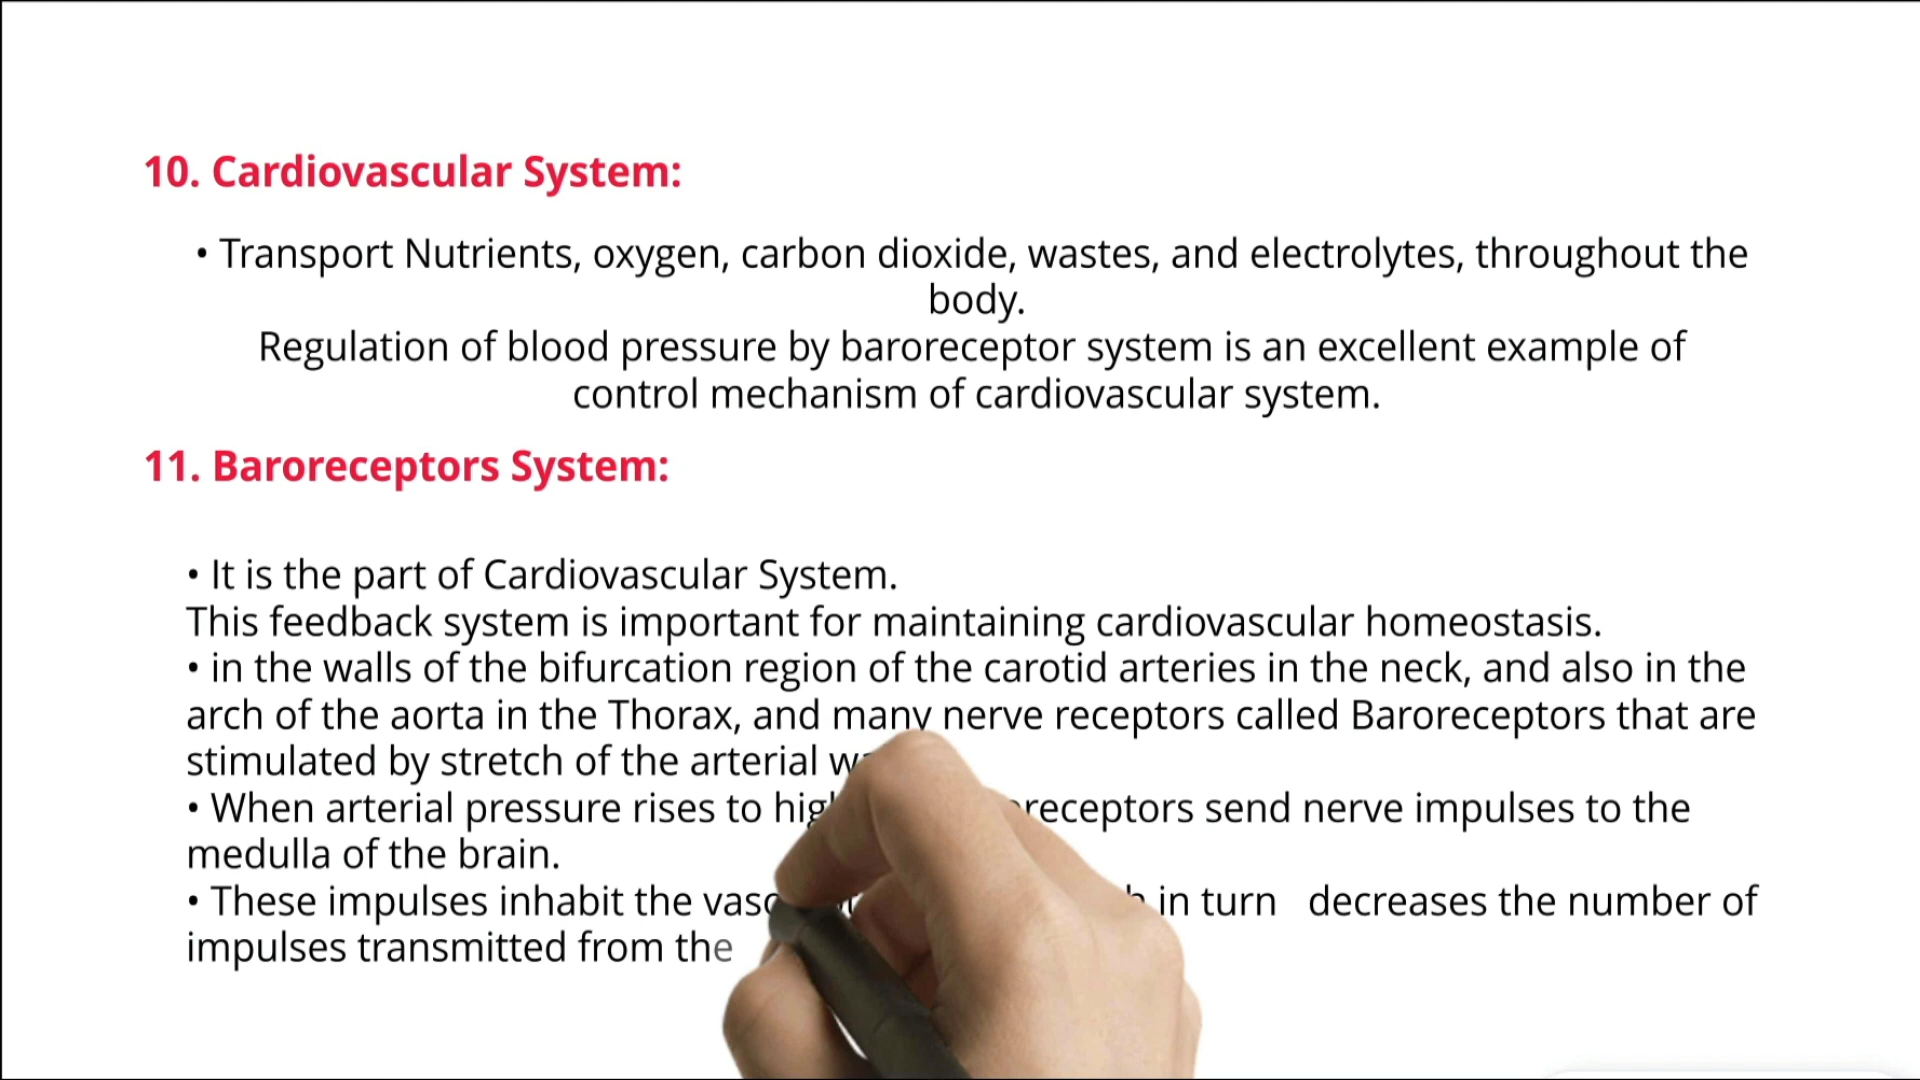 10. Cardiovascular System:
• Transport Nutrients, oxygen, carbon dioxide, wastes, and electrolytes, throughout the
body.
Regulation of blood pressure by baroreceptor system is an excellent example of
control mechanism of cardiovascular system.
11. Baroreceptors System:
• It is the part of Cardiovascular System.
This feedback system is important for maintaining cardiovascular homeostasis.
• in the walls of the bifurcation region of the carotid arteries in the neck, and also in the
arch of the aorta in the Thorax, and many nerve receptors called Baroreceptors that are
stimulated by stretch of the arterial
• When arterial pressure rises to send nerve impulses to the
medulla of the brain.
• These impulses inhabit the in turn decreases the number of
impulses transmitted from the